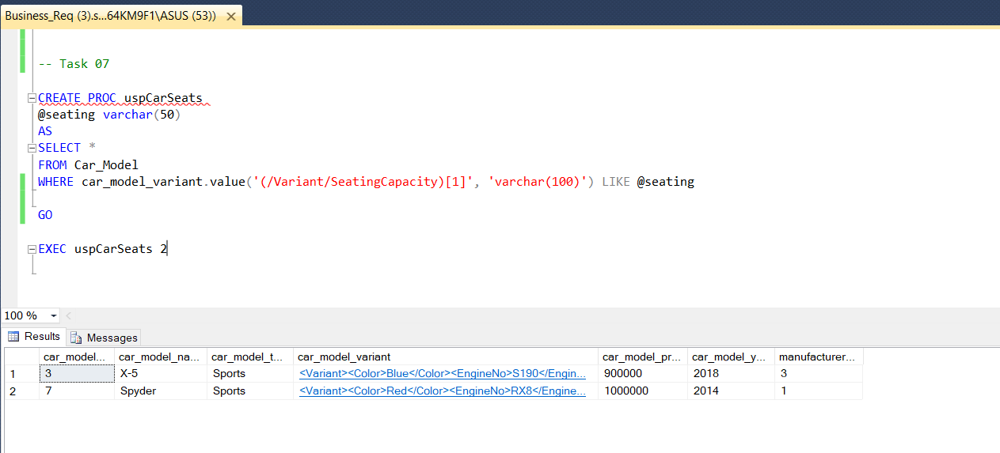 Business_Req (3).s...64KM9F1\ASUS (53))
-- Task 07
CREATE PROC uspCarSeats
@seating varchar(50)
AS
SELECT *
FROM Car_Model
WHERE car_model_variant.value('(/Variant/SeatingCapacity)[1]', 'varchar(100)') LIKE @seating
GO
EXEC uspCarSeats 2
100 %
Results Messages
car_model... car_model_na... car_model_t... car_model_variant car_model_pr... car_model_y... manufacturer...
1 3 X-5 Sports <Variant><Color>Blue</Color><EngineNo>S190</Engin... 900000 2018 3
2 7 Spyder Sports <Variant><Color>Red</Color><EngineNo>RX8</Engine... 1000000 2014 1